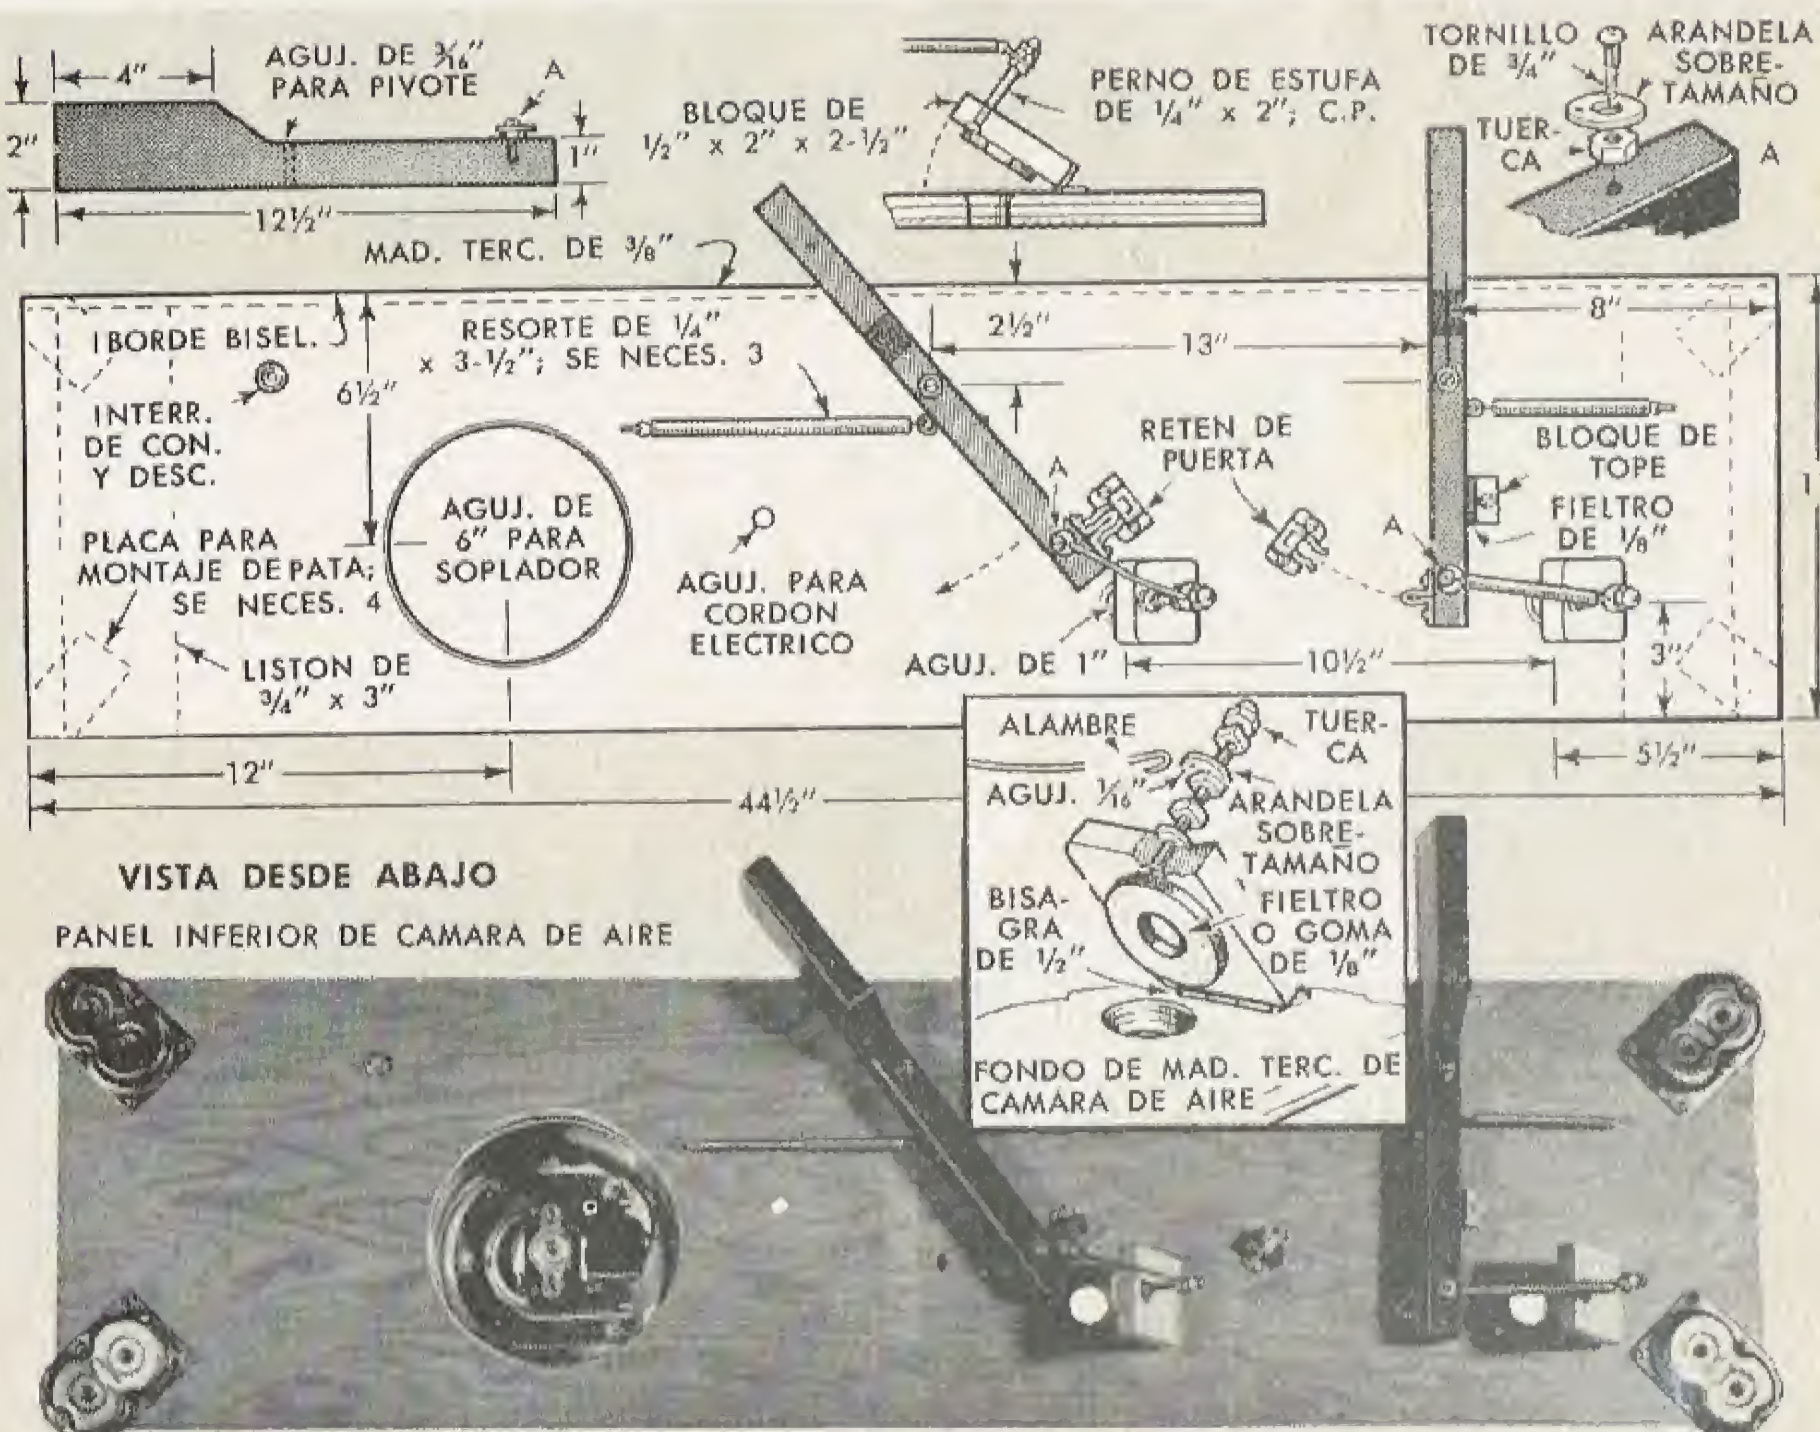 4"
AGUJ. DE 3/16"
PARA PIVOTE
A
2"
1"
12½"
BLOQUE DE
½" x 2" x 2-½"
PERNO DE ESTUFA
DE ¼" x 2"; C.P.
TORNILLO
DE ¾"
ARANDELA
SOBRE-
TAMAÑO
TUER-
CA
A
MAD. TERC. DE ⅜"
BORDE BISEL.
INTERR.
DE CON.
Y DESC.
6½"
RESORTE DE ¼"
x 3-½"; SE NECES. 3
2½"
13"
8"
RETEN DE
PUERTA
BLOQUE DE
TOPE
FIELTRO
DE ⅛"
A
A
PLACA PARA
MONTAJE DE PATA;
SE NECES. 4
AGUJ. DE
6" PARA
SOPLADOR
AGUJ. PARA
CORDON
ELECTRICO
LISTON DE
¾" x 3"
AGUJ. DE 1"
10½"
3"
12"
44½"
5½"
ALAMBRE
TUER-
CA
AGUJ. 1/16"
ARANDELA
SOBRE-
TAMAÑO
BISA-
GRA
DE ½"
FIELTRO
O GOMA
DE ⅛"
FONDO DE MAD. TERC. DE
CAMARA DE AIRE
VISTA DESDE ABAJO
PANEL INFERIOR DE CAMARA DE AIRE